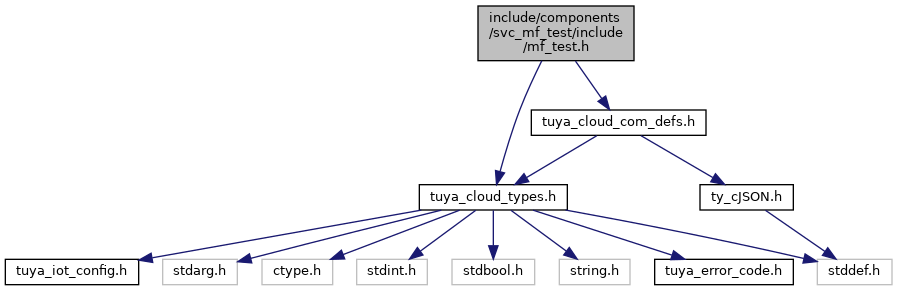 include/components
/svc_mf_test/include
/mf_test.h
tuya_cloud_com_defs.h
tuya_cloud_types.h
ty_cJSON.h
tuya_iot_config.h
stdarg.h
ctype.h
stdint.h
stdbool.h
string.h
tuya_error_code.h
stddef.h